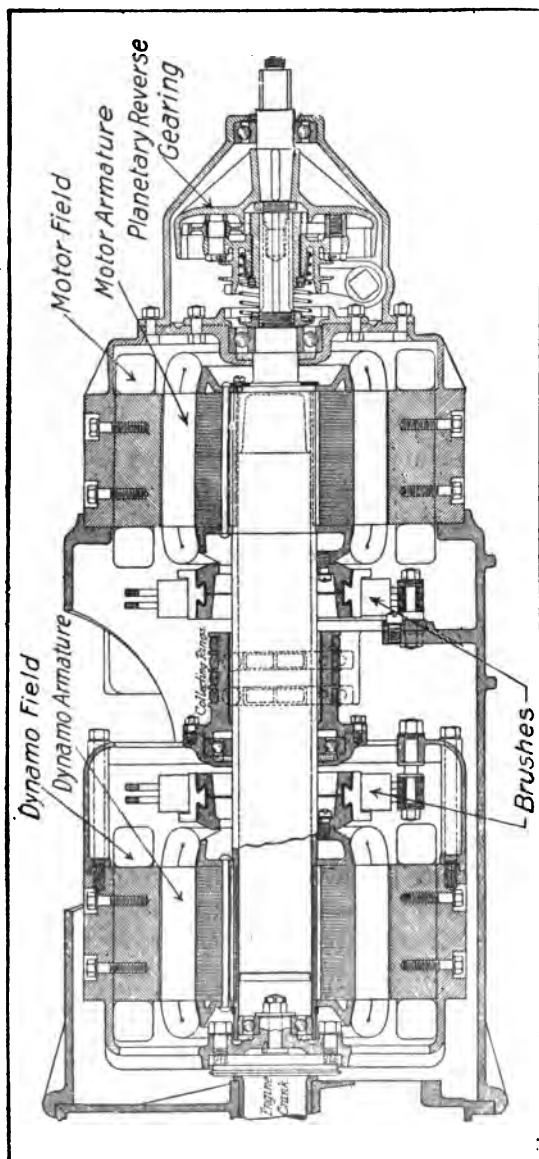 Dynamo Field
Dynamo Armature
Motor Field
Motor Armature
Planetary Reverse
Gearing
Collecting Rings
Engine
Crank
Brushes